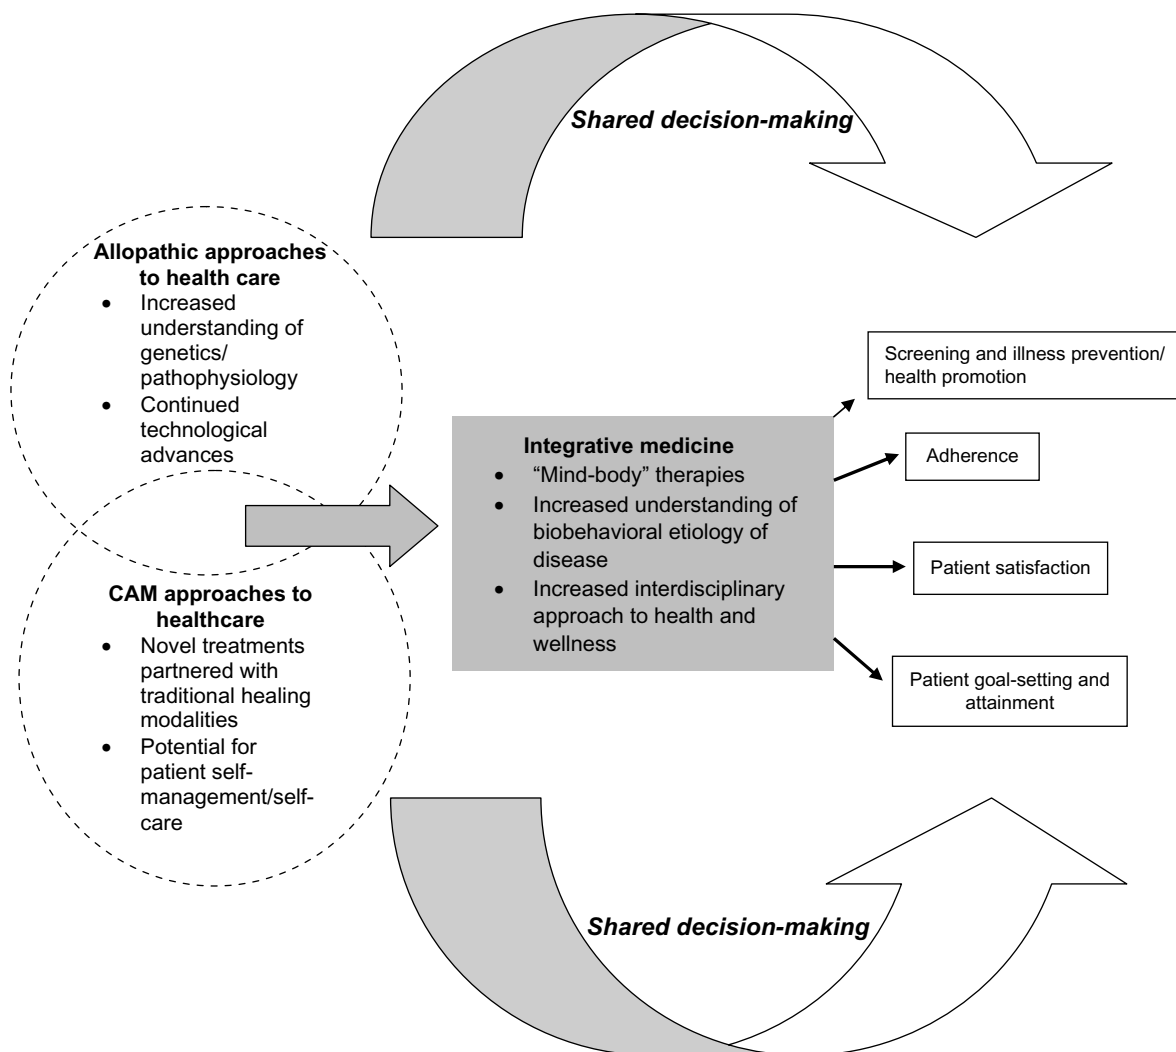 Shared decision-making
Allopathic approaches
to health care
• Increased
understanding of
genetics/
pathophysiology
• Continued
technological
advances
CAM approaches to
healthcare
• Novel treatments
partnered with
traditional healing
modalities
• Potential for
patient self-
management/self-
care
Integrative medicine
• “Mind-body” therapies
• Increased understanding of
biobehavioral etiology of
disease
• Increased interdisciplinary
approach to health and
wellness
Screening and illness prevention/
health promotion
Adherence
Patient satisfaction
Patient goal-setting and
attainment
Shared decision-making